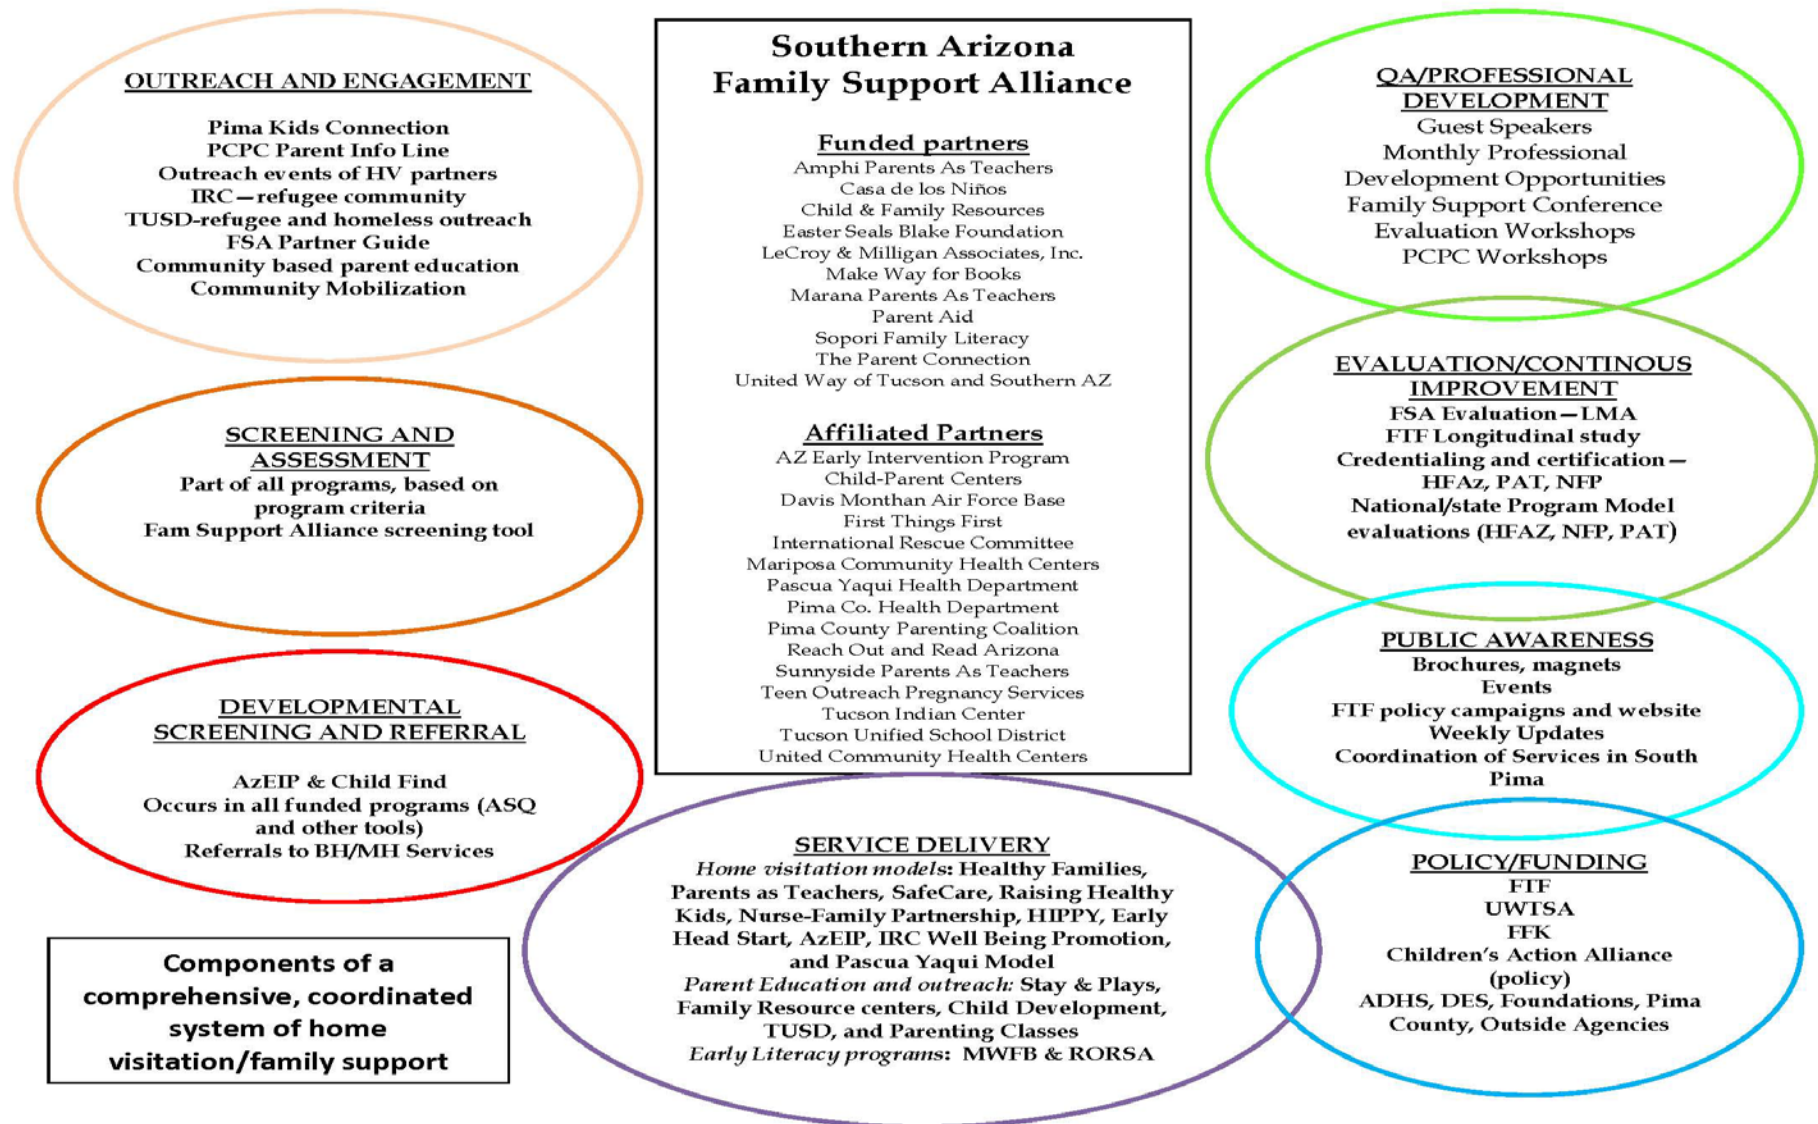 OUTREACH AND ENGAGEMENT
Pima Kids Connection
PCPC Parent Info Line
Outreach events of HV partners
IRC—refugee community
TUSD-refugee and homeless outreach
FSA Partner Guide
Community based parent education
Community Mobilization
SCREENING AND
ASSESSMENT
Part of all programs, based on
program criteria
Fam Support Alliance screening tool
DEVELOPMENTAL
SCREENING AND REFERRAL
AzEIP & Child Find
Occurs in all funded programs (ASQ
and other tools)
Referrals to BH/MH Services
Components of a
comprehensive, coordinated
system of home
visitation/family support
Southern Arizona
Family Support Alliance
Funded partners
Amphi Parents As Teachers
Casa de los Niños
Child & Family Resources
Easter Seals Blake Foundation
LeCroy & Milligan Associates, Inc.
Make Way for Books
Marana Parents As Teachers
Parent Aid
Sopori Family Literacy
The Parent Connection
United Way of Tucson and Southern AZ
Affiliated Partners
AZ Early Intervention Program
Child-Parent Centers
Davis Monthan Air Force Base
First Things First
International Rescue Committee
Mariposa Community Health Centers
Pascua Yaqui Health Department
Pima Co. Health Department
Pima County Parenting Coalition
Reach Out and Read Arizona
Sunnyside Parents As Teachers
Teen Outreach Pregnancy Services
Tucson Indian Center
Tucson Unified School District
United Community Health Centers
SERVICE DELIVERY
Home visitation models: Healthy Families,
Parents as Teachers, SafeCare, Raising Healthy
Kids, Nurse-Family Partnership, HIPPY, Early
Head Start, AzEIP, IRC Well Being Promotion,
and Pascua Yaqui Model
Parent Education and outreach: Stay & Plays,
Family Resource centers, Child Development,
TUSD, and Parenting Classes
Early Literacy programs: MWFB & RORSA
QA/PROFESSIONAL
DEVELOPMENT
Guest Speakers
Monthly Professional
Development Opportunities
Family Support Conference
Evaluation Workshops
PCPC Workshops
EVALUATION/CONTINOUS
IMPROVEMENT
FSA Evaluation—LMA
FTF Longitudinal study
Credentialing and certification—
HFAz, PAT, NFP
National/state Program Model
evaluations (HFAZ, NFP, PAT)
PUBLIC AWARENESS
Brochures, magnets
Events
FTF policy campaigns and website
Weekly Updates
Coordination of Services in South
Pima
POLICY/FUNDING
FTF
UWTSA
FFK
Children's Action Alliance
(policy)
ADHS, DES, Foundations, Pima
County, Outside Agencies